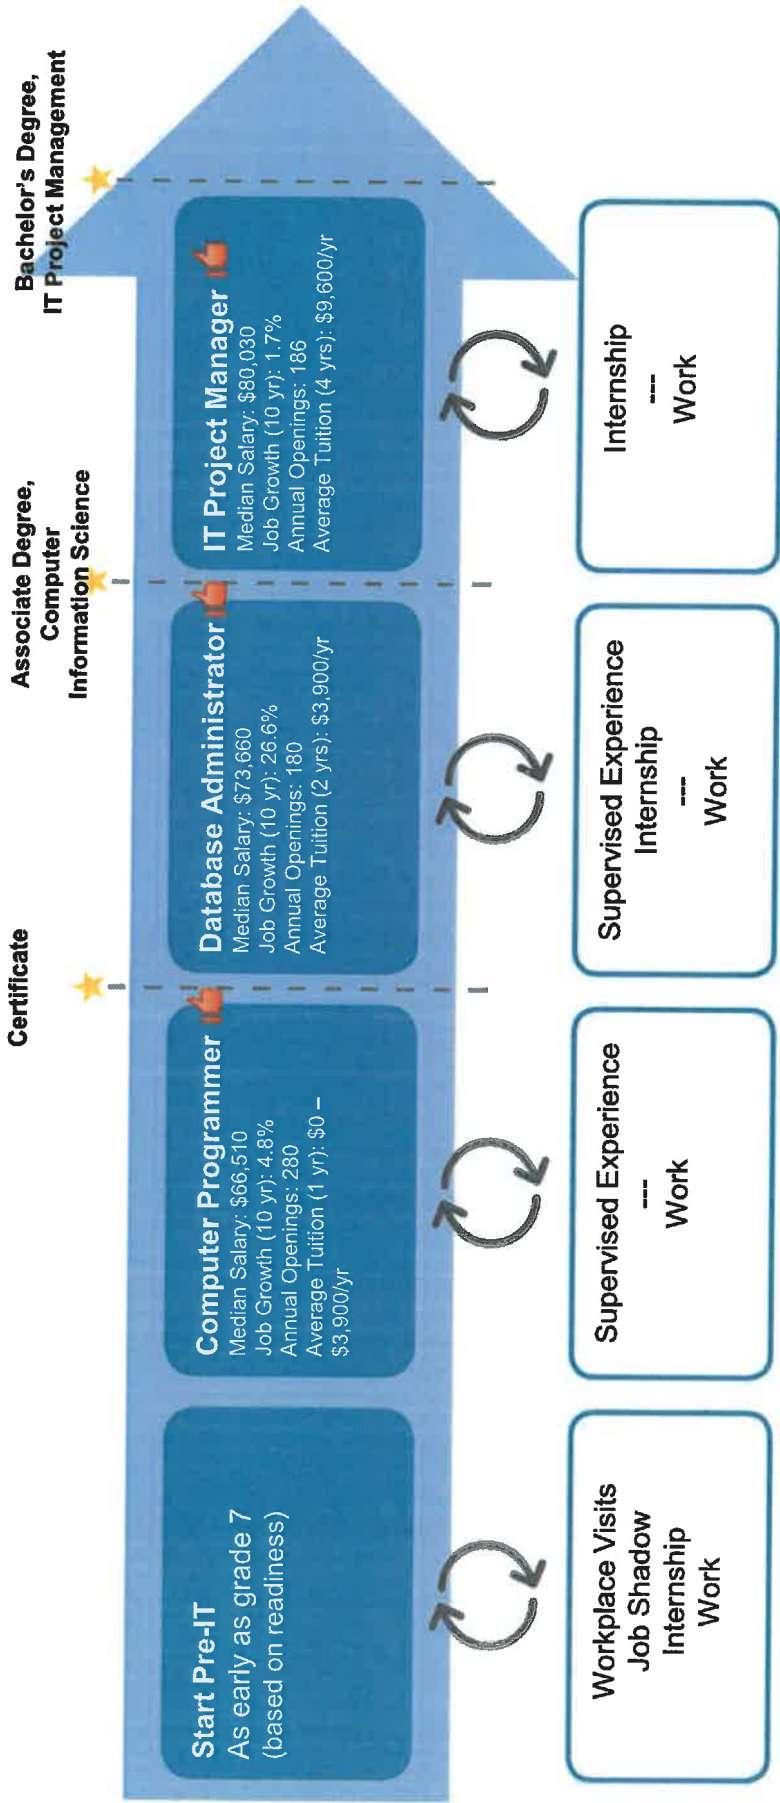 Certificate
Associate Degree,
Computer
Information Science
Bachelor's Degree,
IT Project Management
Start Pre-IT
As early as grade 7
(based on readiness)
Computer Programmer
Median Salary: $66,510
Job Growth (10 yr): 4.8%
Annual Openings: 280
Average Tuition (1 yr): $0 –
$3,900/yr
Database Administrator
Median Salary: $73,660
Job Growth (10 yr): 26.6%
Annual Openings: 180
Average Tuition (2 yrs): $3,900/yr
IT Project Manager
Median Salary: $80,030
Job Growth (10 yr): 1.7%
Annual Openings: 186
Average Tuition (4 yrs): $9,600/yr
Workplace Visits
Job Shadow
Internship
Work
Supervised Experience
---
Work
Supervised Experience
Internship
---
Work
Internship
---
Work